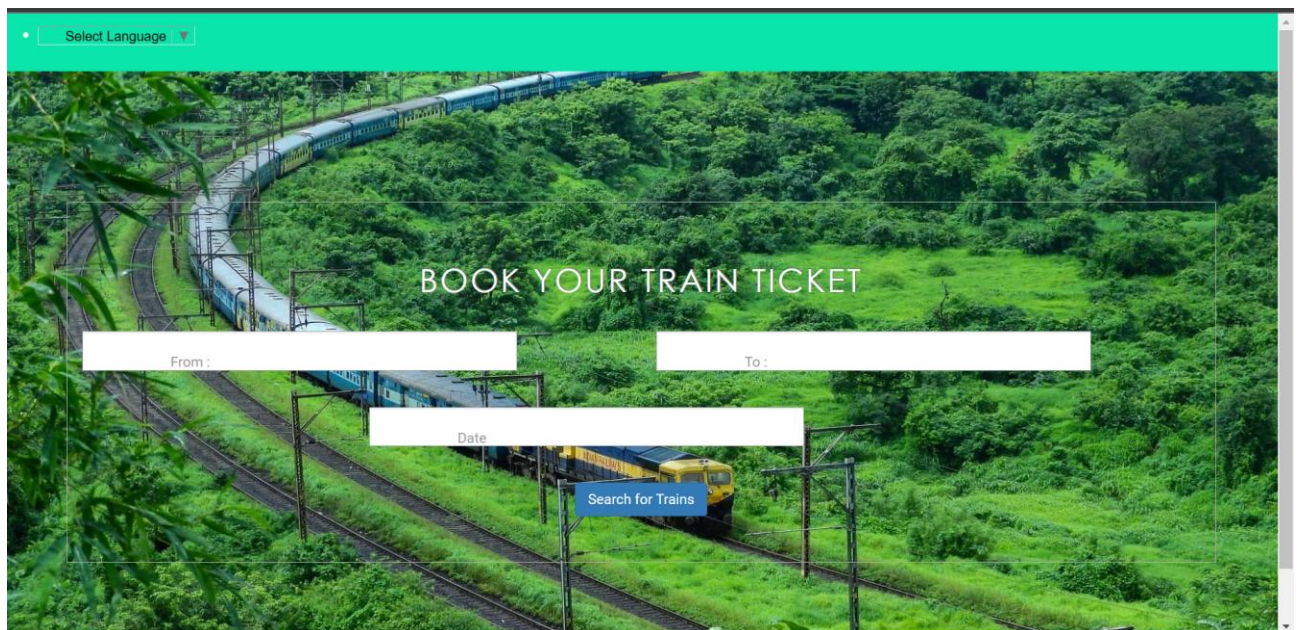 Select Language ▼
BOOK YOUR TRAIN TICKET
From :
To :
Date
Search for Trains